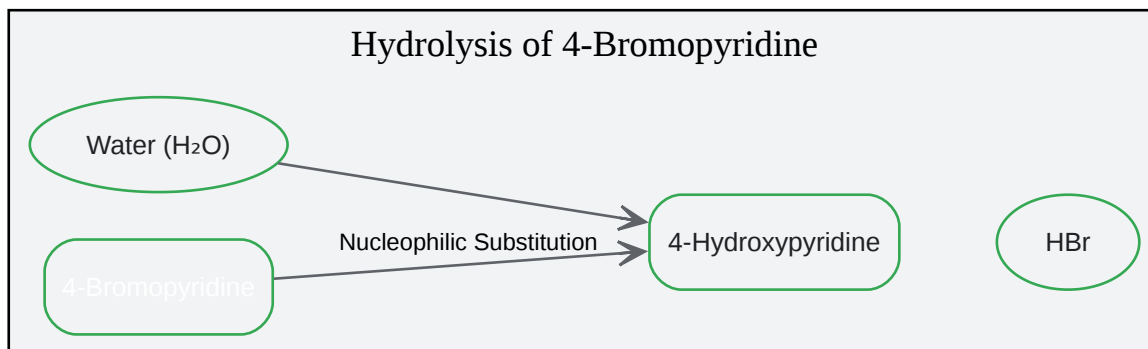 Hydrolysis of 4-Bromopyridine
Water (H₂O)
Nucleophilic Substitution
4-Hydroxypyridine
HBr
4-Bromopyridine